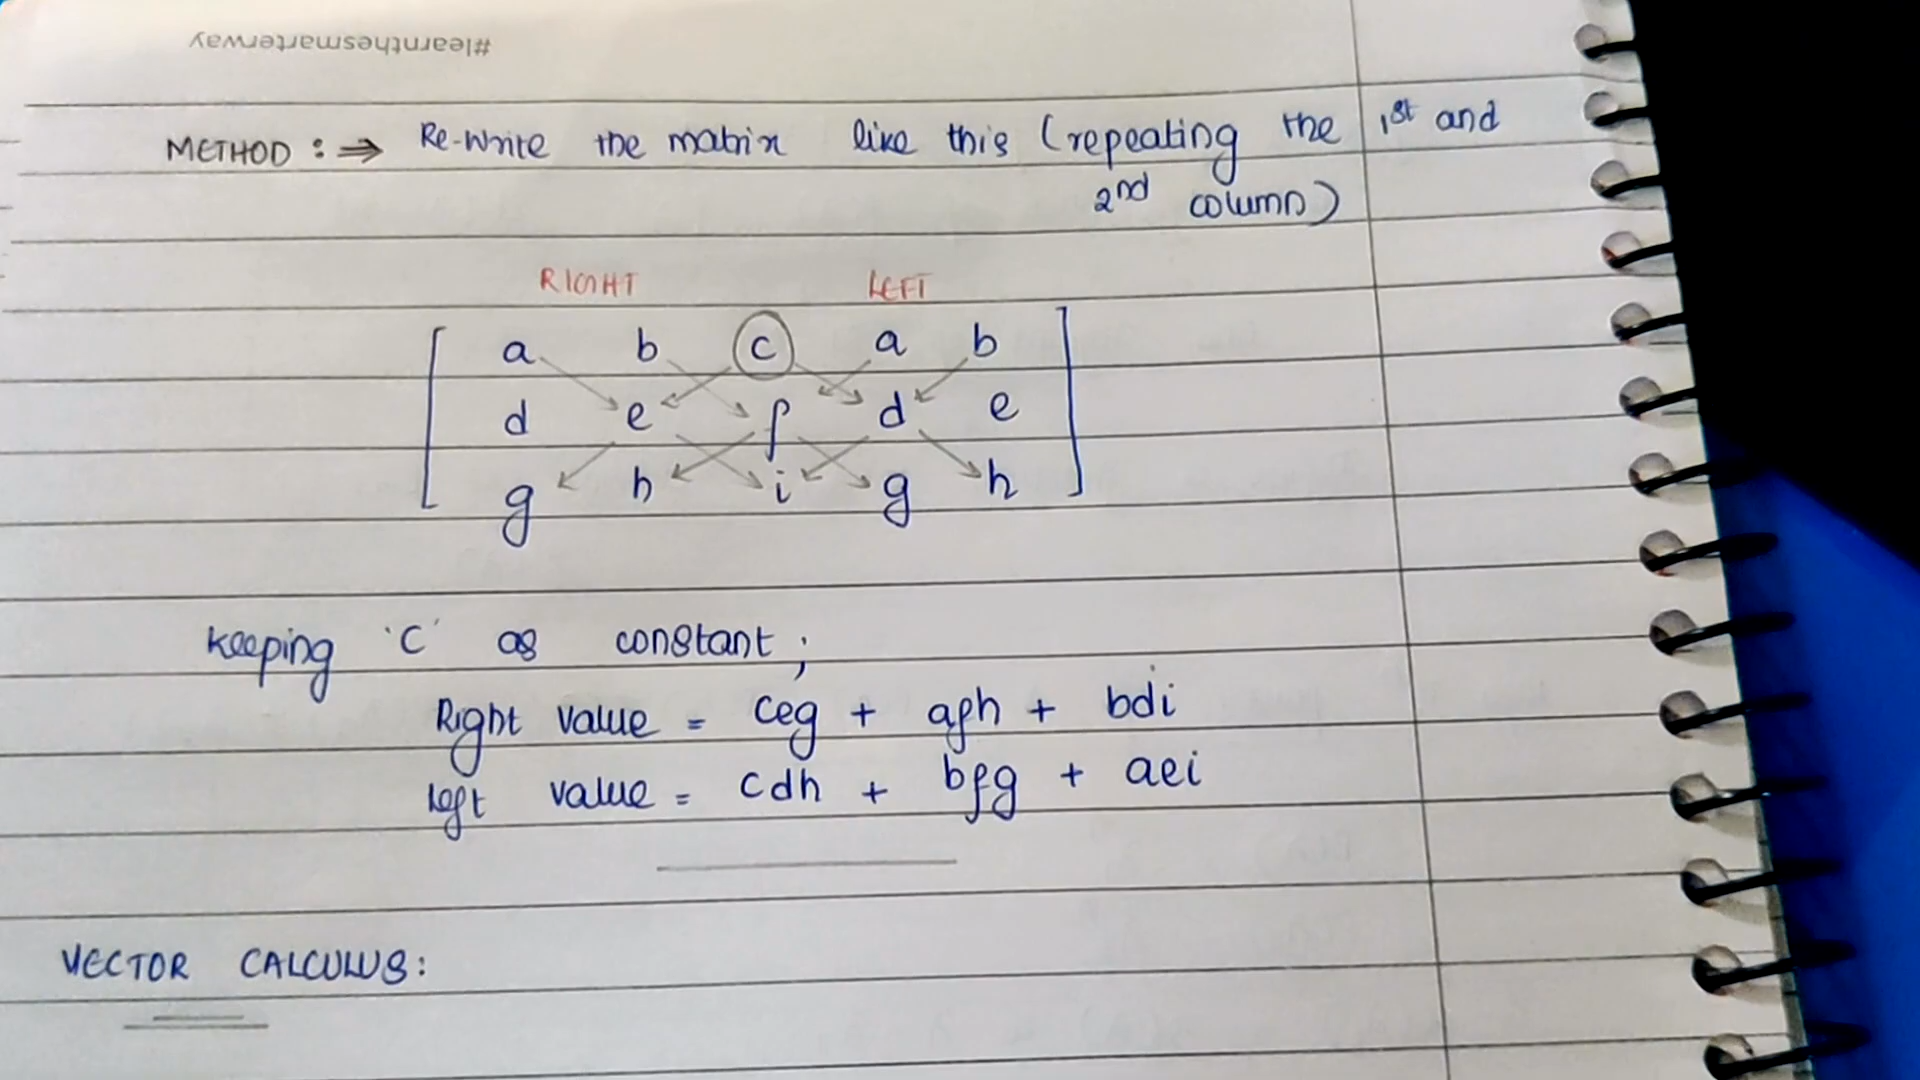 #learnthesmarterway
METHOD : ⇒ Re-write the matrix like this (repeating the 1st and
2nd column)
RIGHT LEFT
a b c a b
d e f d e
g h i g h
keeping 'C' as constant ;
Right value = ceg + afh + bdi
left value = cdh + bfg + aei
VECTOR CALCULUS: